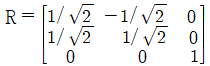 R = [1/√2 -1/√2 0
1/√2 1/√2 0
0 0 1]